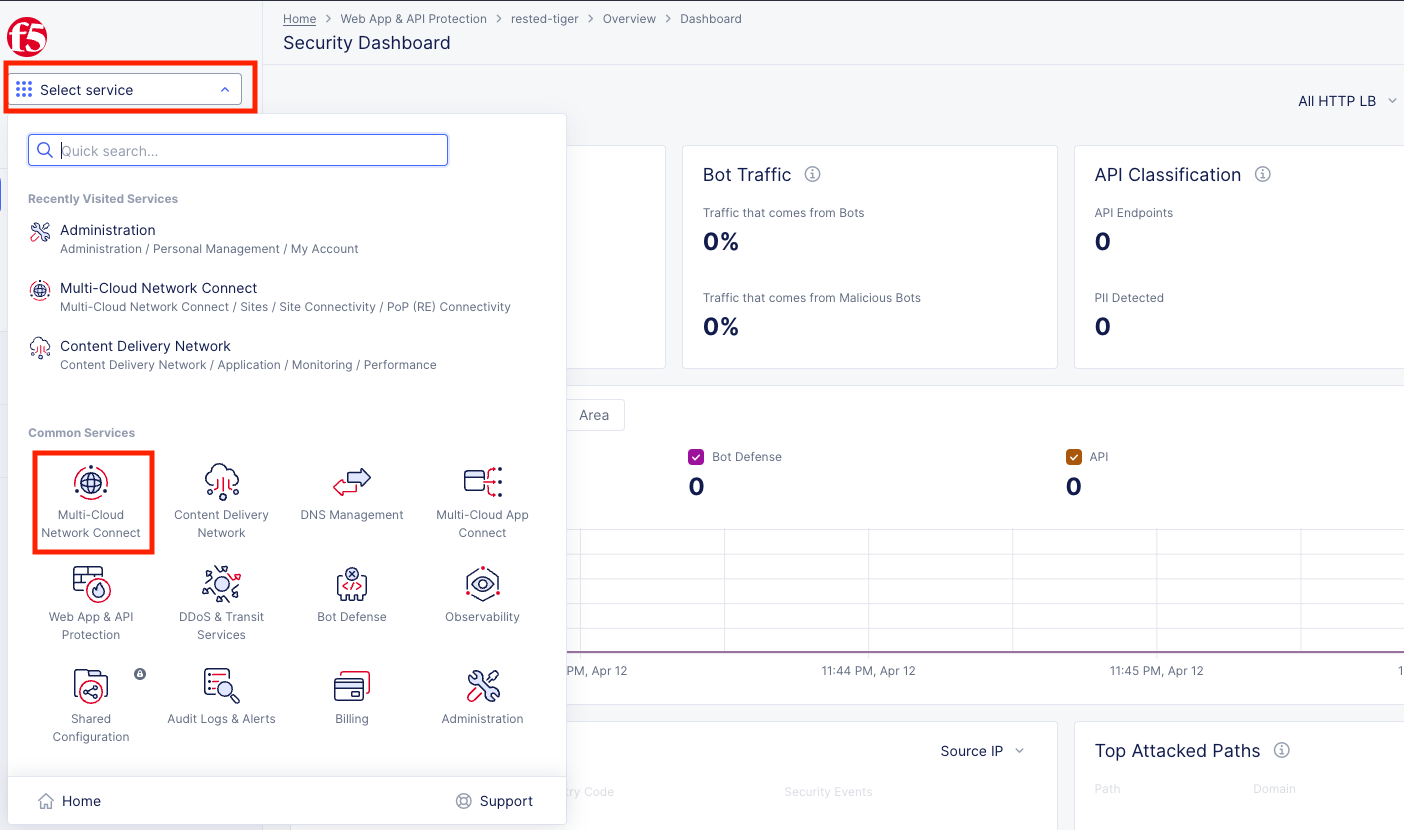 f5
Home > Web App & API Protection > rested-tiger > Overview > Dashboard
Security Dashboard
Select service
All HTTP LB
Quick search...
Recently Visited Services
Administration
Administration / Personal Management / My Account
Multi-Cloud Network Connect
Multi-Cloud Network Connect / Sites / Site Connectivity / PoP (RE) Connectivity
Content Delivery Network
Content Delivery Network / Application / Monitoring / Performance
Common Services
Multi-Cloud
Network Connect
Content Delivery
Network
DNS Management
Multi-Cloud App
Connect
Web App & API
Protection
DDoS & Transit
Services
Bot Defense
Observability
Shared
Configuration
Audit Logs & Alerts
Billing
Administration
Home
Support
Bot Traffic
Traffic that comes from Bots
0%
Traffic that comes from Malicious Bots
0%
API Classification
API Endpoints
0
PII Detected
0
Area
Bot Defense
0
API
0
PM, Apr 12
11:44 PM, Apr 12
11:45 PM, Apr 12
1
Source IP
try Code
Security Events
Top Attacked Paths
Path
Domain